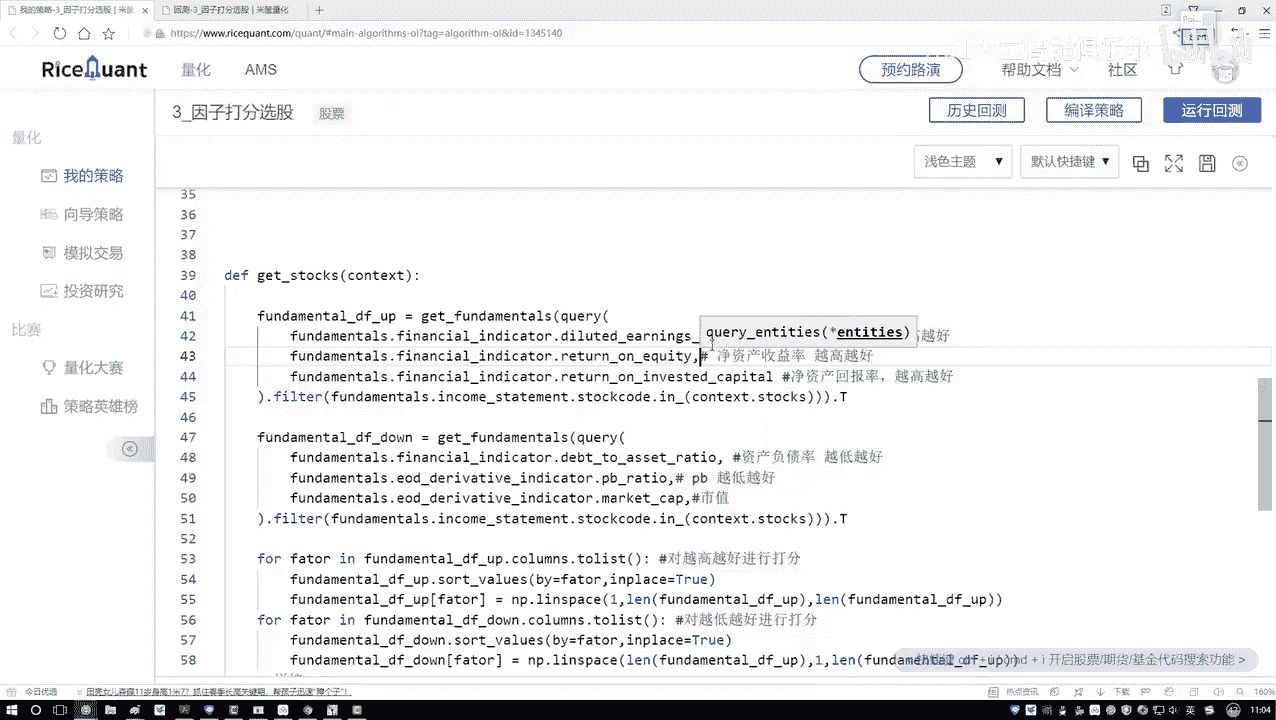 我的策略-3_因子打分选股 | 米筐
回测-3_因子打分选股 | 米筐量化
https://www.ricequant.com/quant/#main-algorithms-ol?tag=algorithm-ol&id=1345140
RiceQuant 量化 AMS 预约路演 帮助文档 社区
3_因子打分选股 股票 历史回测 编译策略 运行回测
量化
我的策略
向导策略
模拟交易
投资研究
比赛
量化大赛
策略英雄榜
浅色主题 ▼ 默认快捷键 ▼
35
36
37
38
39 def get_stocks(context):
40
41 fundamental_df_up = get_fundamentals(query(
query_entities(*entities)
42 fundamentals.financial_indicator.diluted_earnings_ 高越好
43 fundamentals.financial_indicator.return_on_equity,# 净资产收益率 越高越好
44 fundamentals.financial_indicator.return_on_invested_capital #净资产回报率，越高越好
45 ).filter(fundamentals.income_statement.stockcode.in_(context.stocks))).T
46
47 fundamental_df_down = get_fundamentals(query(
48 fundamentals.financial_indicator.debt_to_asset_ratio, #资产负债率 越低越好
49 fundamentals.eod_derivative_indicator.pb_ratio,# pb 越低越好
50 fundamentals.eod_derivative_indicator.market_cap,#市值
51 ).filter(fundamentals.income_statement.stockcode.in_(context.stocks))).T
52
53 for fator in fundamental_df_up.columns.tolist(): #对越高越好进行打分
54 fundamental_df_up.sort_values(by=fator,inplace=True)
55 fundamental_df_up[fator] = np.linspace(1,len(fundamental_df_up),len(fundamental_df_up))
56 for fator in fundamental_df_down.columns.tolist(): #对越低越好进行打分
57 fundamental_df_down.sort_values(by=fator,inplace=True)
58 fundamental_df_down[fator] = np.linspace(len(fundamental_df_up),1,len(fundamental_df_up))
+ i 开启股票/期货/基金代码搜索功能 >
今日优选
热点资讯 下载 160%
英 11:04